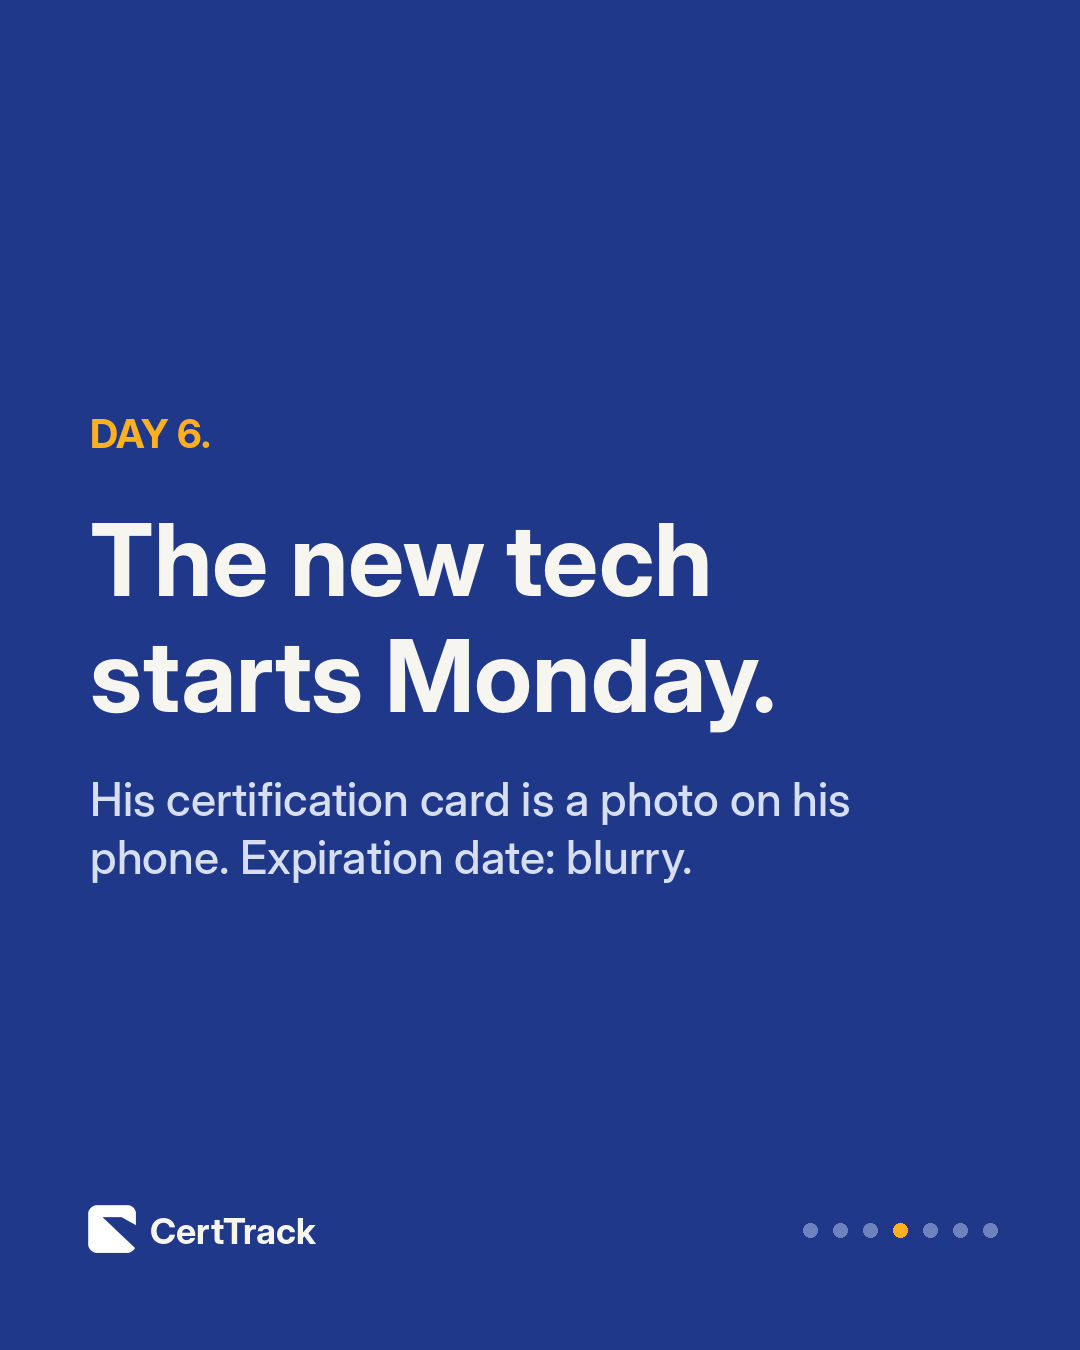 DAY 6.
The new tech
starts Monday.
His certification card is a photo on his
phone. Expiration date: blurry.
CertTrack